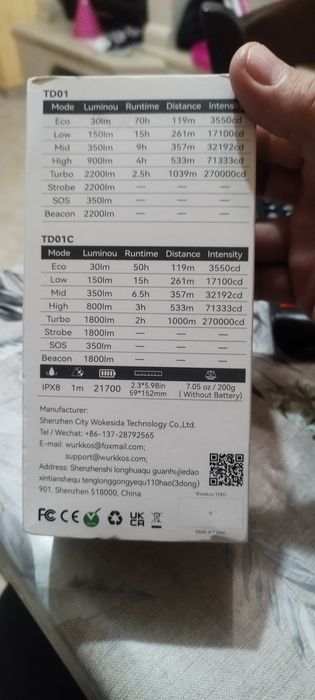 TD01
Mode Luminou Runtime Distance Intensity
Eco 30lm 70h 119m 3550cd
Low 150lm 15h 261m 17100cd
Mid 350lm 9h 357m 32192cd
High 900lm 4h 533m 71333cd
Turbo 2200lm 2.5h 1039m 270000cd
Strobe 2200lm — — —
SOS 350lm — — —
Beacon 2200lm — — —
TD01C
Mode Luminou Runtime Distance Intensity
Eco 30lm 50h 119m 3550cd
Low 150lm 15h 261m 17100cd
Mid 350lm 6.5h 357m 32192cd
High 800lm 3h 533m 71333cd
Turbo 1800lm 2h 1000m 270000cd
Strobe 1800lm — — —
SOS 350lm — — —
Beacon 1800lm — — —
IPX8 1m 21700 2.3*5.98in 59*152mm 7.05 oz / 200g ( Without Battery)
Manufacturer:
Shenzhen City Wokesida Technology Co.,Ltd.
Tel / Wechat: +86-137-28792565
E-mail: wurkkos@foxmail.com;
support@wurkkos.com;
Address: Shenzhenshi longhuaqu guanhujiedao
xintianshequ tenglonggongyequ110hao(3dong)
901, Shenzhen 518000, China
Wurkkos TD01
FC CE UK CA
Made in China